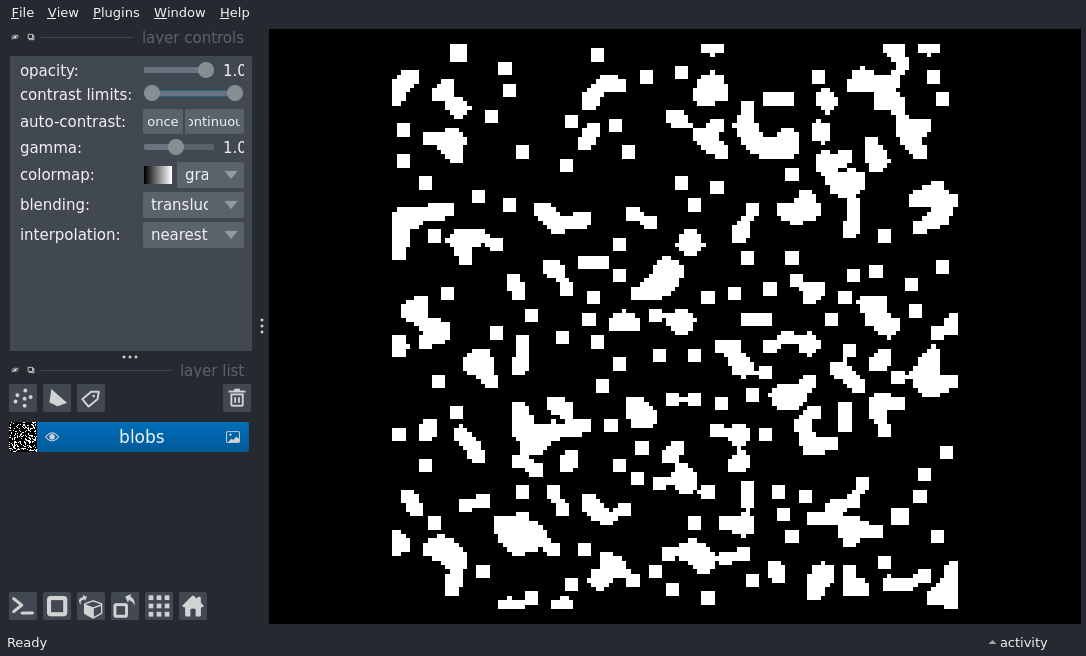 File View Plugins Window Help
layer controls
opacity: 1.0
contrast limits:
auto-contrast: once ontinuou
gamma: 1.0
colormap: gra
blending: transluc
interpolation: nearest
layer list
blobs
Ready
activity